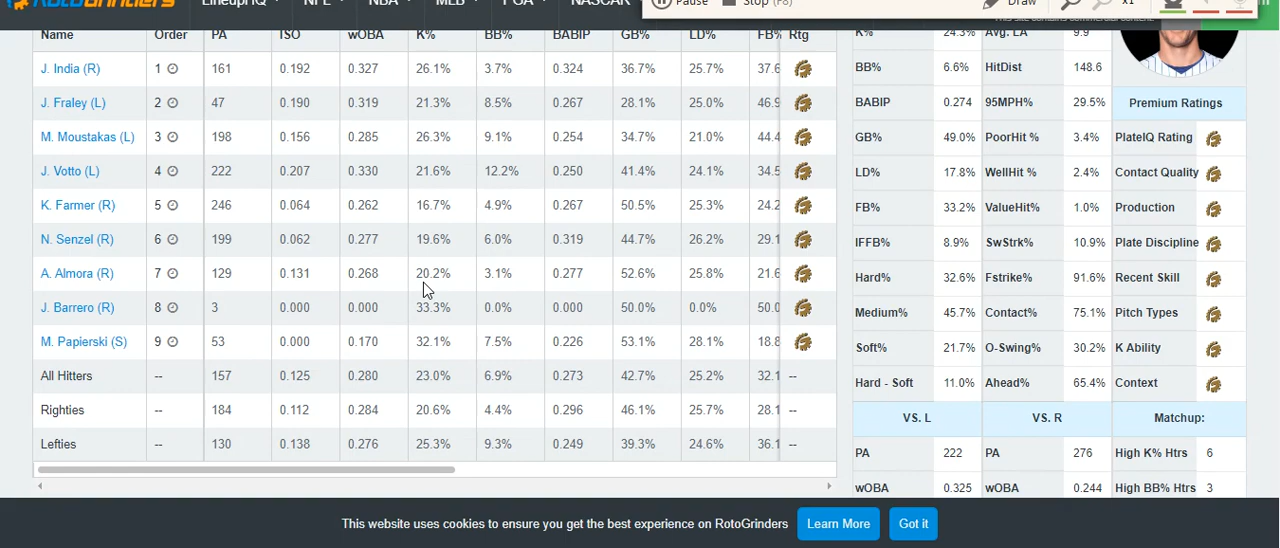 RotoGrinders LineupHQ NFL NBA MLB PGA NASCAR Pause Stop (F8) Draw x1
This site contains commercial content.
Name Order PA ISO wOBA K% BB% BABIP GB% LD% FB% Rtg
J. India (R) 1 161 0.192 0.327 26.1% 3.7% 0.324 36.7% 25.7% 37.6
J. Fraley (L) 2 47 0.190 0.319 21.3% 8.5% 0.267 28.1% 25.0% 46.9
M. Moustakas (L) 3 198 0.156 0.285 26.3% 9.1% 0.254 34.7% 21.0% 44.4
J. Votto (L) 4 222 0.207 0.330 21.6% 12.2% 0.250 41.4% 24.1% 34.5
K. Farmer (R) 5 246 0.064 0.262 16.7% 4.9% 0.267 50.5% 25.3% 24.2
N. Senzel (R) 6 199 0.062 0.277 19.6% 6.0% 0.319 44.7% 26.2% 29.1
A. Almora (R) 7 129 0.131 0.268 20.2% 3.1% 0.277 52.6% 25.8% 21.6
J. Barrero (R) 8 3 0.000 0.000 33.3% 0.0% 0.000 50.0% 0.0% 50.0
M. Papierski (S) 9 53 0.000 0.170 32.1% 7.5% 0.226 53.1% 28.1% 18.8
All Hitters -- 157 0.125 0.280 23.0% 6.9% 0.273 42.7% 25.2% 32.1 --
Righties -- 184 0.112 0.284 20.6% 4.4% 0.296 46.1% 25.7% 28.1 --
Lefties -- 130 0.138 0.276 25.3% 9.3% 0.249 39.3% 24.6% 36.1 --
K% 24.3% Avg. LA 9.9
BB% 6.6% HitDist 148.6
BABIP 0.274 95MPH% 29.5% Premium Ratings
GB% 49.0% PoorHit % 3.4% PlateIQ Rating
LD% 17.8% WellHit % 2.4% Contact Quality
FB% 33.2% ValueHit% 1.0% Production
IFFB% 8.9% SwStrk% 10.9% Plate Discipline
Hard% 32.6% Fstrike% 91.6% Recent Skill
Medium% 45.7% Contact% 75.1% Pitch Types
Soft% 21.7% O-Swing% 30.2% K Ability
Hard - Soft 11.0% Ahead% 65.4% Context
VS. L VS. R Matchup:
PA 222 PA 276 High K% Htrs 6
wOBA 0.325 wOBA 0.244 High BB% Htrs 3
This website uses cookies to ensure you get the best experience on RotoGrinders Learn More Got it